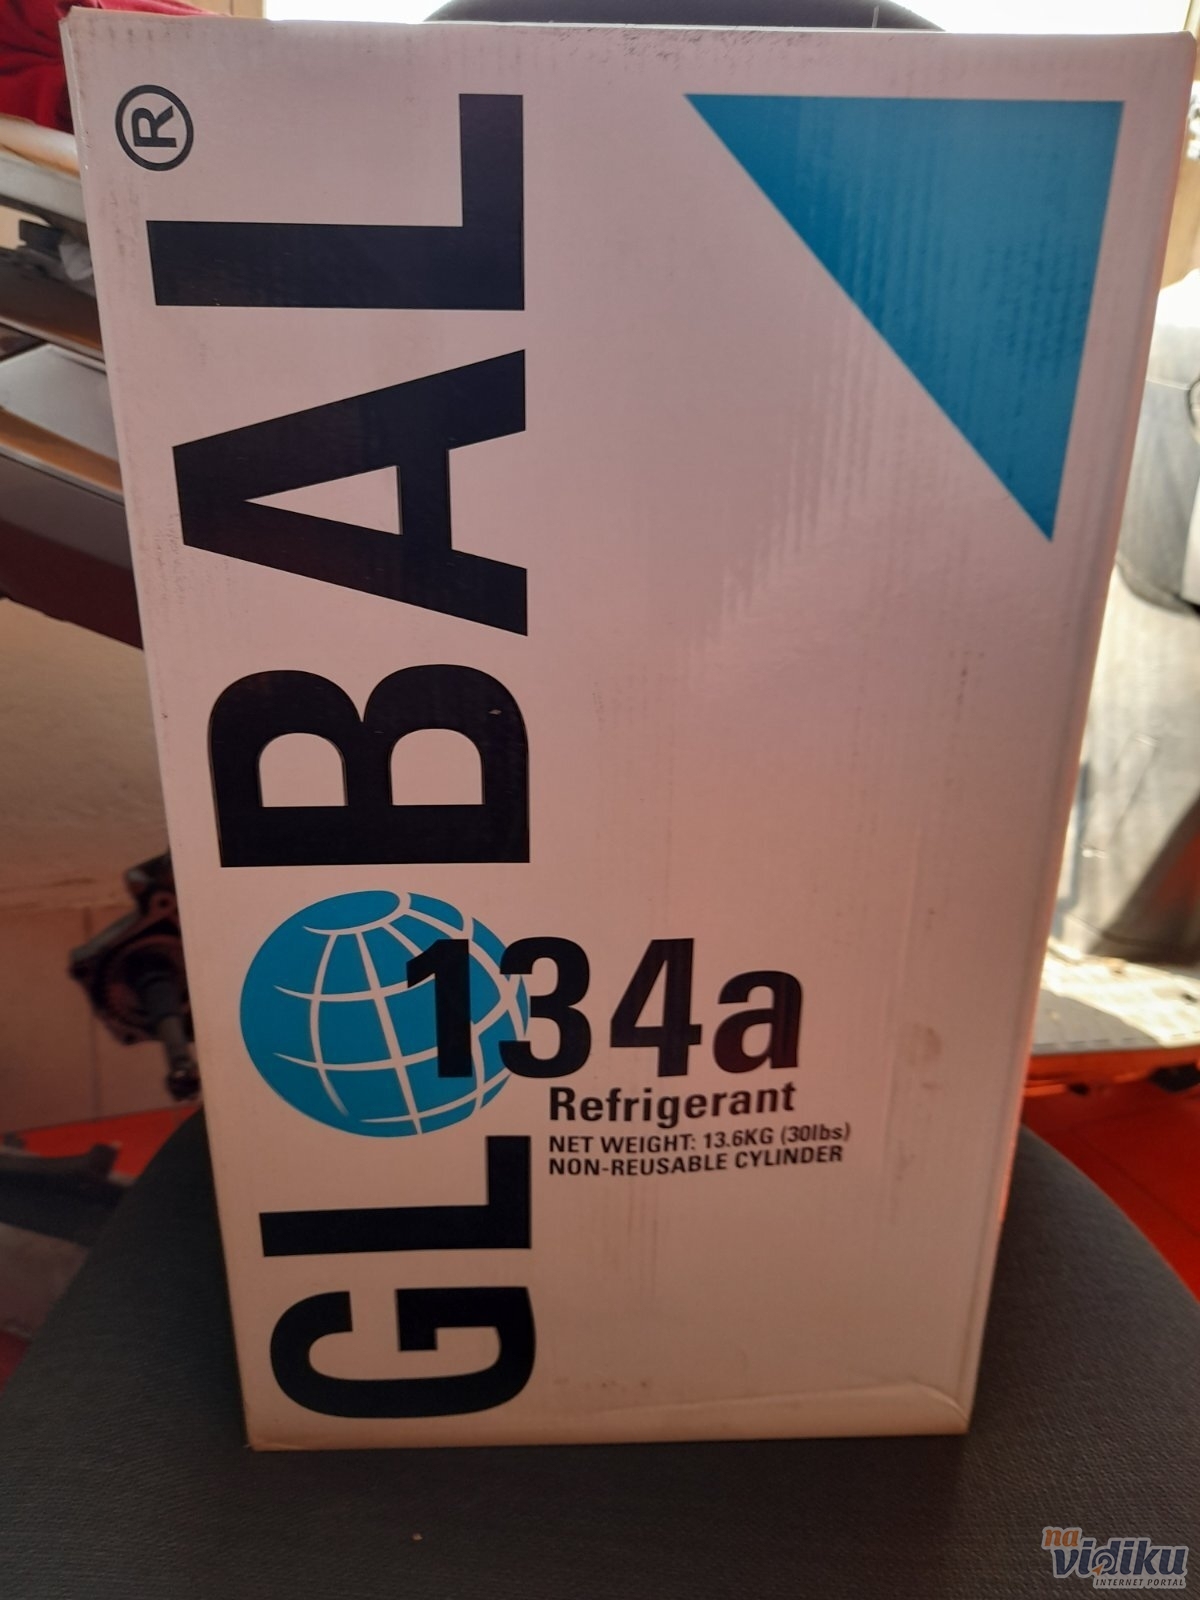 GLOBAL®
134a
Refrigerant
NET WEIGHT: 13.6KG (30lbs)
NON-REUSABLE CYLINDER
na
vidiku
INTERNET PORTAL